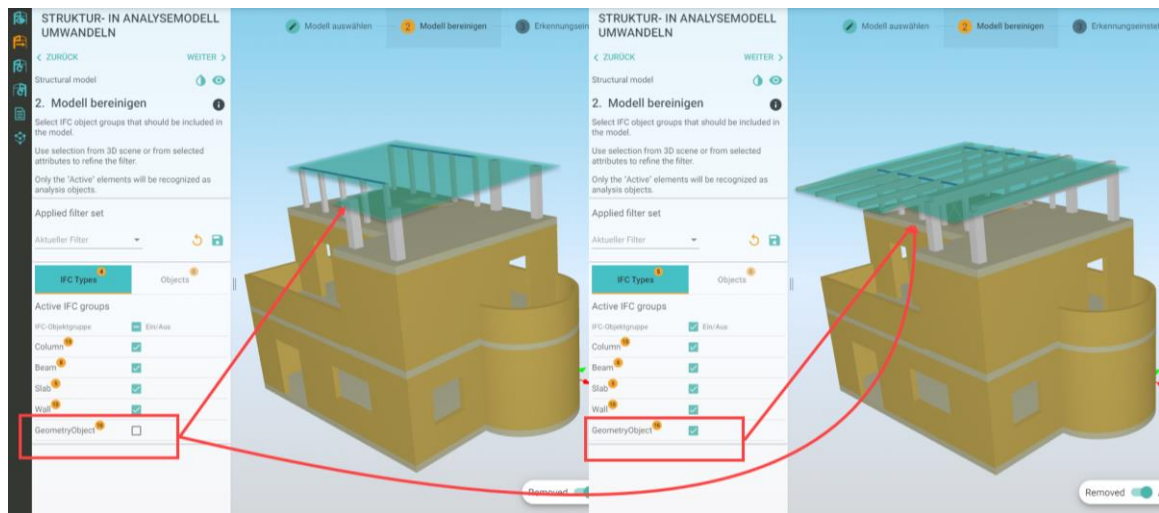 STRUKTUR- IN ANALYSEMODELL
UMWANDELN
< ZURÜCK WEITER >
Structural model
2. Modell bereinigen
Select IFC object groups that should be included in
the model.
Use selection from 3D scene or from selected
attributes to refine the filter.
Only the "Active" elements will be recognized as
analysis objects.
Applied filter set
Aktueller Filter
IFC Types Objects
Active IFC groups
IFC-Objektgruppe Ein/Aus
Column
Beam
Slab
Wall
GeometryObject
Modell auswählen 2 Modell bereinigen 3 Erkennungsein
Removed
STRUKTUR- IN ANALYSEMODELL
UMWANDELN
< ZURÜCK WEITER >
Structural model
2. Modell bereinigen
Select IFC object groups that should be included in
the model.
Use selection from 3D scene or from selected
attributes to refine the filter.
Only the "Active" elements will be recognized as
analysis objects.
Applied filter set
Aktueller Filter
IFC Types Objects
Active IFC groups
IFC-Objektgruppe Ein/Aus
Column
Beam
Slab
Wall
GeometryObject
Modell auswählen 2 Modell bereinigen 3 Erkennungseinstel
Removed